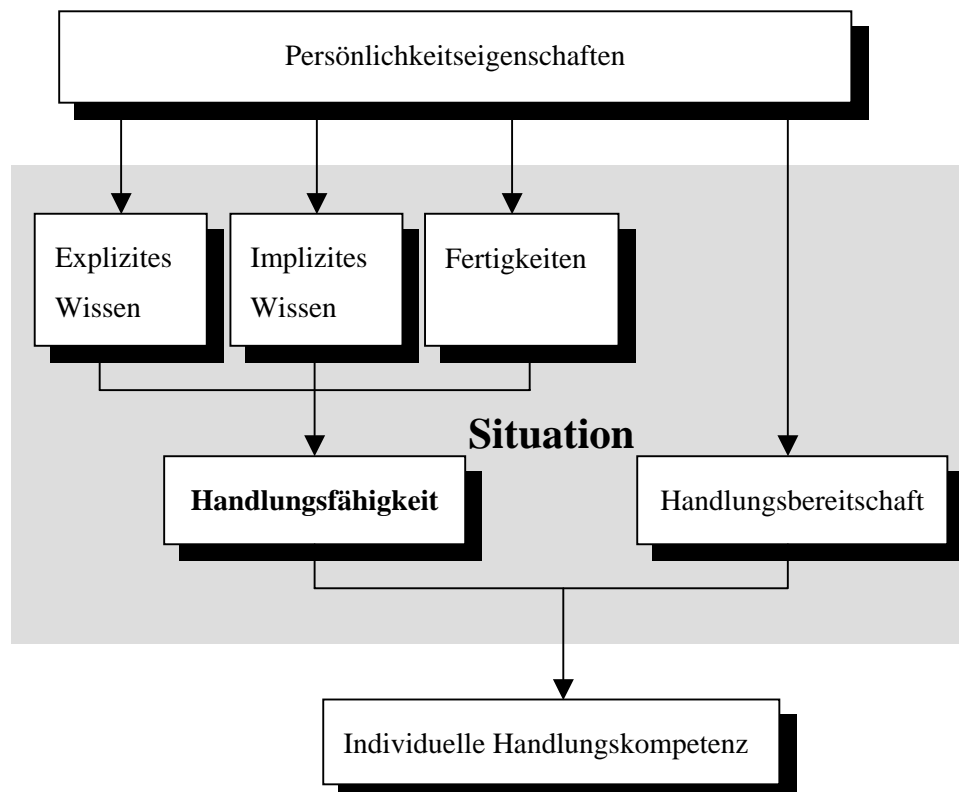 Persönlichkeitseigenschaften
Explizites
Wissen
Implizites
Wissen
Fertigkeiten
Situation
Handlungsfähigkeit
Handlungsbereitschaft
Individuelle Handlungskompetenz